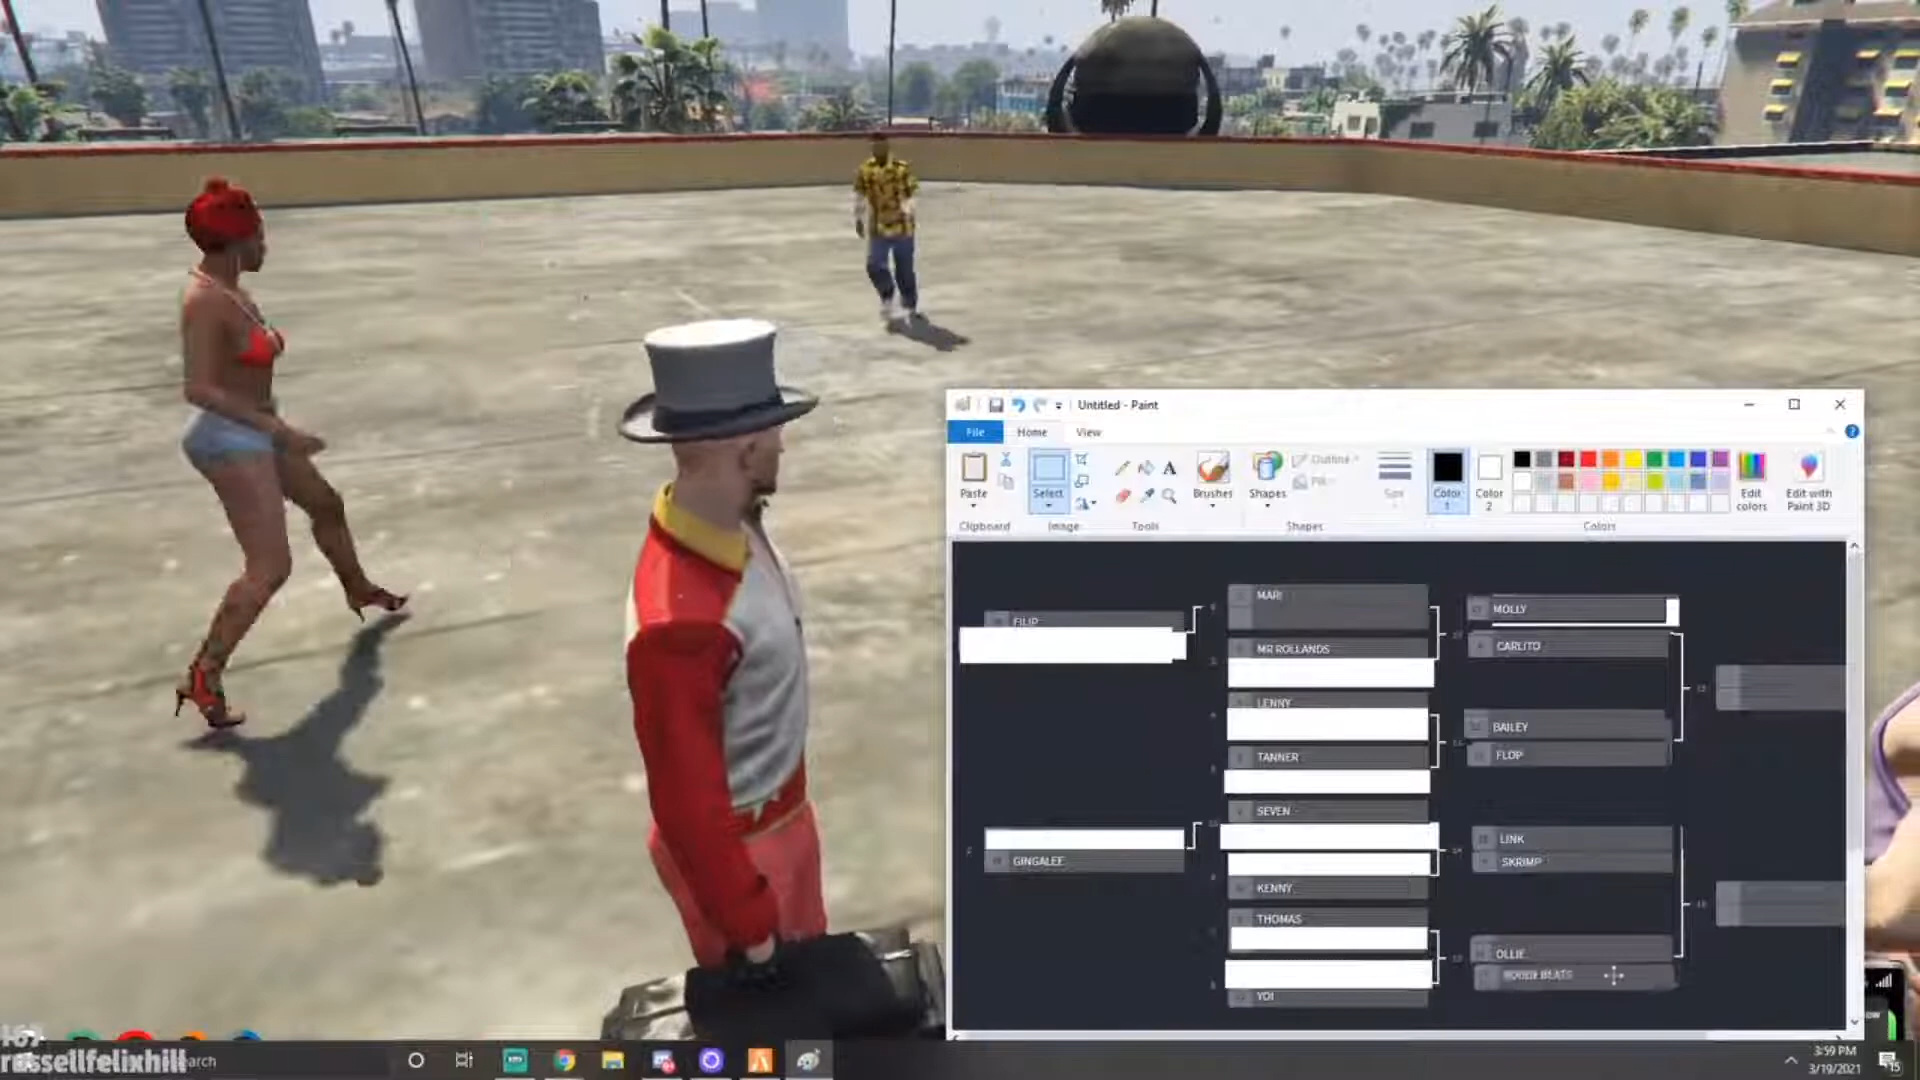 Untitled - Paint
File Home View
Paste
Select
Brushes
Shapes
Outline
Fill
Size
Color 1
Color 2
Edit colors
Edit with Paint 3D
Clipboard
Image
Tools
Shapes
Colors
FILIP
GINGALEE
MARI
MR ROLLANDS
LENNY
TANNER
SEVEN
KENNY
THOMAS
YOI
MOLLY
CARLITO
BAILEY
FLOP
LINK
SKRIMP
OLLIE
russellfelixhill
3:59 PM
3/19/2021